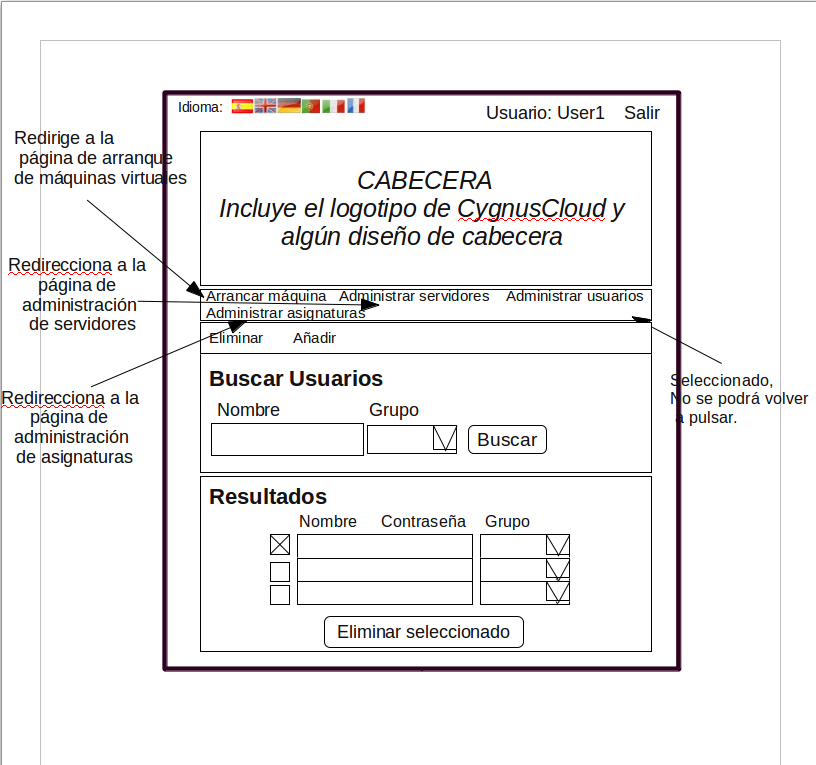 Idioma:
Usuario: User1 Salir
Redirige a la
página de arranque
de máquinas virtuales
CABECERA
Incluye el logotipo de CygnusCloud y
algún diseño de cabecera
Redirecciona a la
página de
administración
de servidores
Arrancar máquina Administrar servidores Administrar usuarios
Administrar asignaturas
Eliminar Añadir
Redirecciona a la
página de
administración
de asignaturas
Seleccionado,
No se podrá volver
a pulsar.
Buscar Usuarios
Nombre Grupo
Buscar
Resultados
Nombre Contraseña Grupo
Eliminar seleccionado